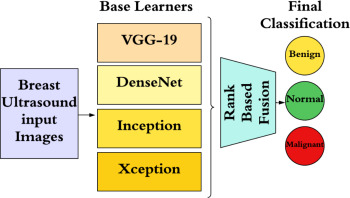 Base Learners
Final
Classification
VGG-19
DenseNet
Inception
Xception
Breast
Ultrasound
input
Images
Rank
Based
Fusion
Benign
Normal
Malignant